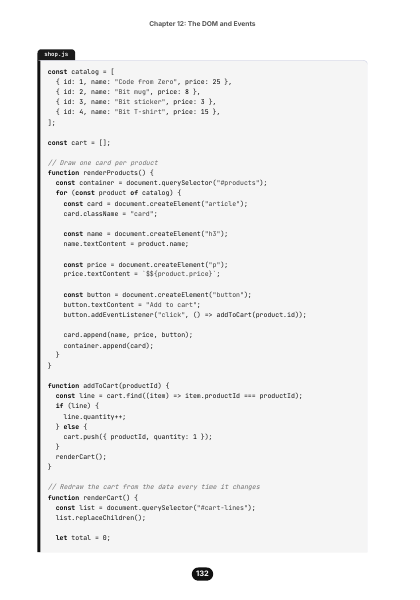 Chapter 12: The DOM and Events
shop.js
const catalog = [
  { id: 1, name: "Code from Zero", price: 25 },
  { id: 2, name: "Bit mug", price: 8 },
  { id: 3, name: "Bit sticker", price: 3 },
  { id: 4, name: "Bit T-shirt", price: 15 },
];

const cart = [];

// Draw one card per product
function renderProducts() {
  const container = document.querySelector("#products");
  for (const product of catalog) {
    const card = document.createElement("article");
    card.className = "card";

    const name = document.createElement("h3");
    name.textContent = product.name;

    const price = document.createElement("p");
    price.textContent = `$${product.price}`;

    const button = document.createElement("button");
    button.textContent = "Add to cart";
    button.addEventListener("click", () => addToCart(product.id));

    card.append(name, price, button);
    container.append(card);
  }
}

function addToCart(productId) {
  const line = cart.find((item) => item.productId === productId);
  if (line) {
    line.quantity++;
  } else {
    cart.push({ productId, quantity: 1 });
  }
  renderCart();
}

// Redraw the cart from the data every time it changes
function renderCart() {
  const list = document.querySelector("#cart-lines");
  list.replaceChildren();

  let total = 0;
132